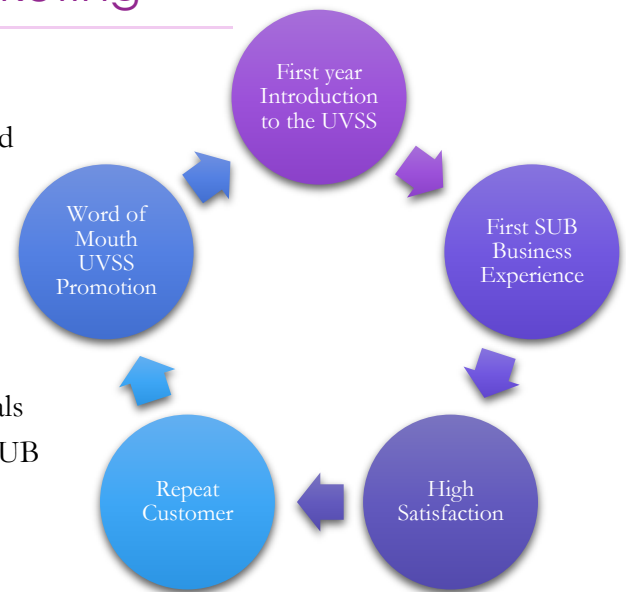 First year
Introduction
to the UVSS
First SUB
Business
Experience
High
Satisfaction
Repeat
Customer
Word of
Mouth
UVSS
Promotion